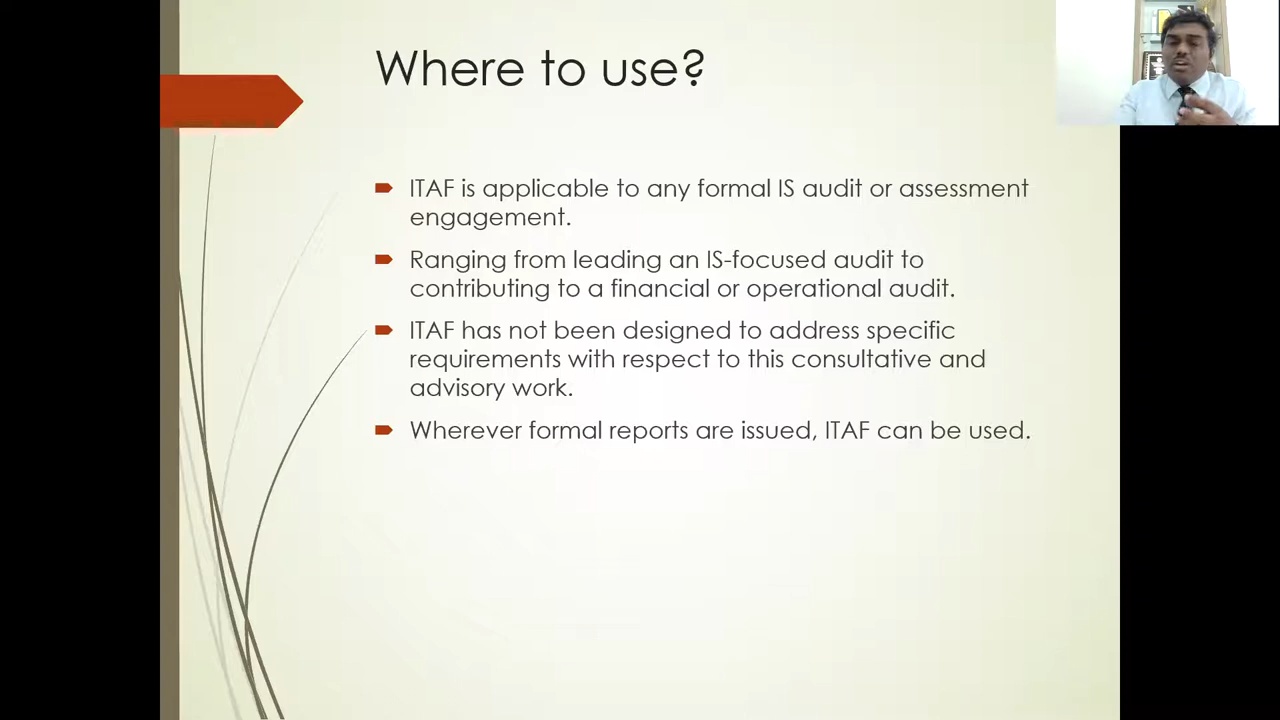 Where to use?
ITAF is applicable to any formal IS audit or assessment
engagement.
Ranging from leading an IS-focused audit to
contributing to a financial or operational audit.
ITAF has not been designed to address specific
requirements with respect to this consultative and
advisory work.
Wherever formal reports are issued, ITAF can be used.